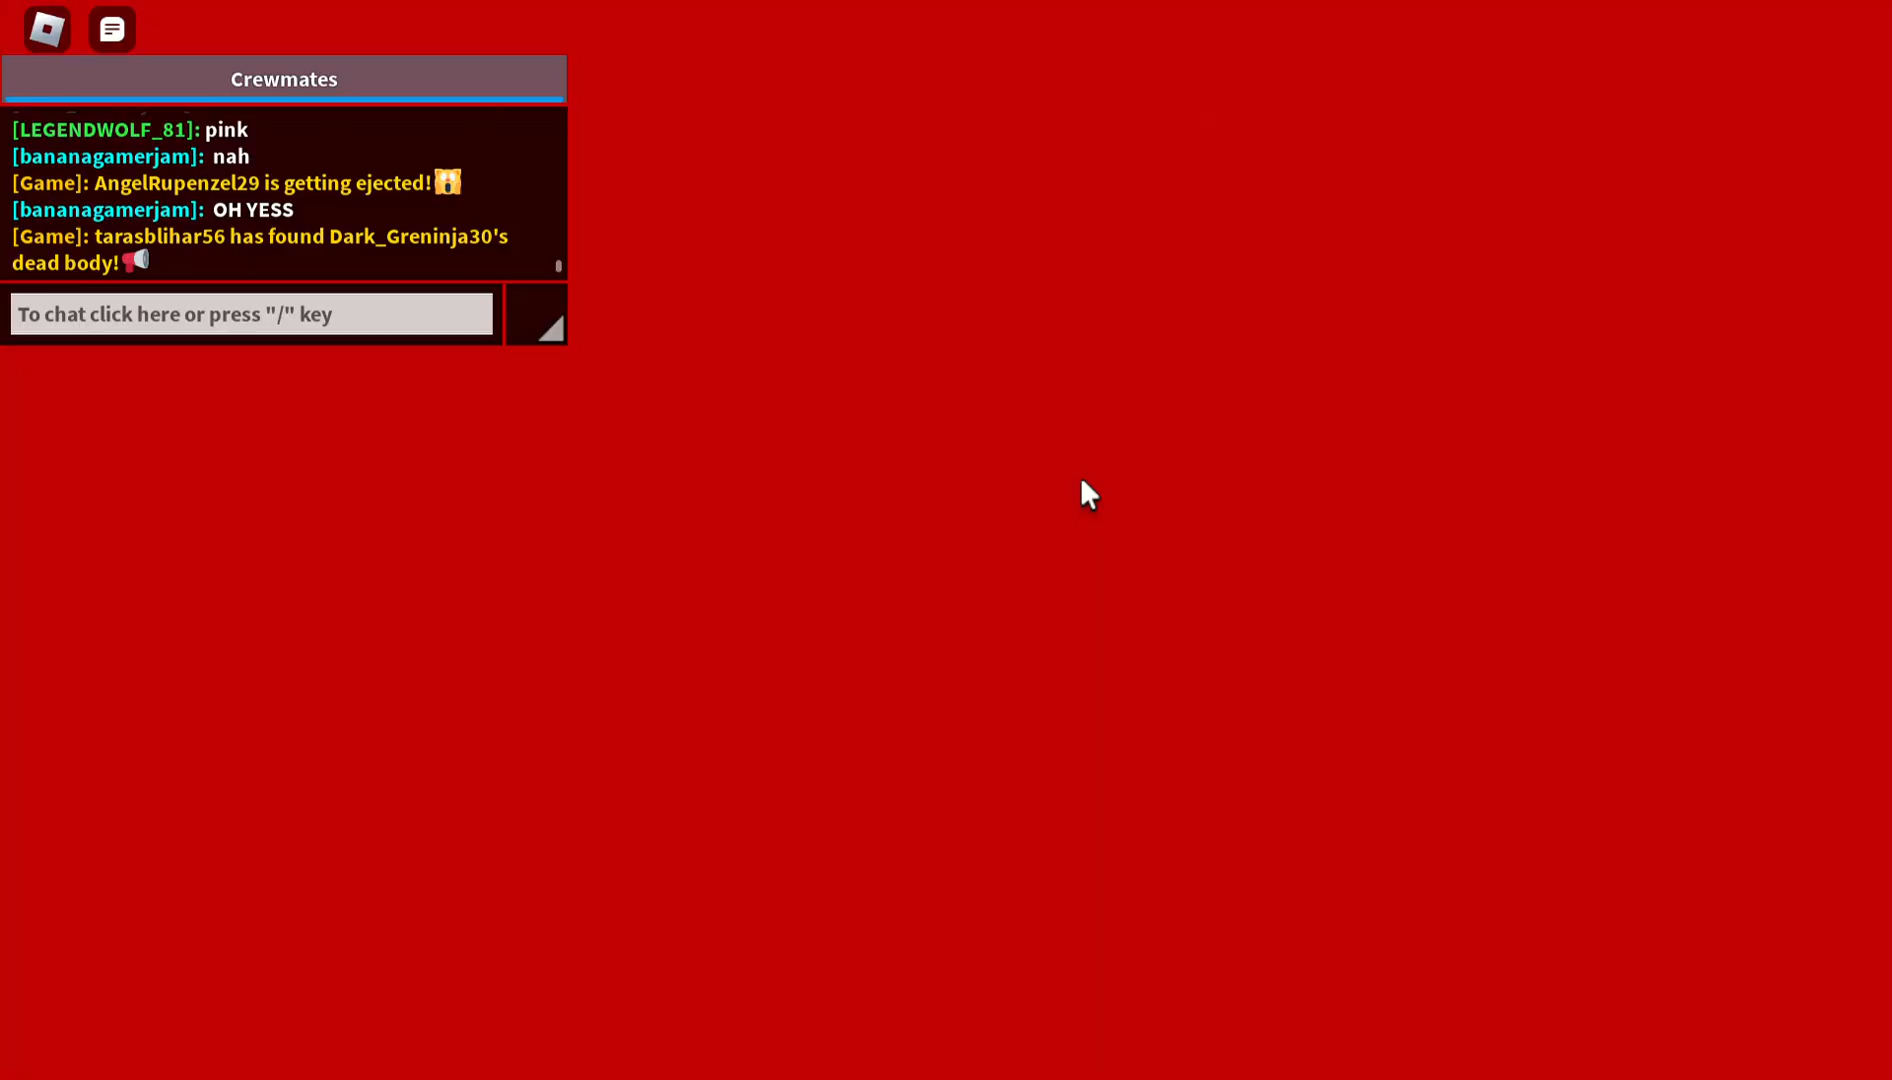 Crewmates
[LEGENDWOLF_81]: pink
[bananagamerjam]: nah
[Game]: AngelRupenzel29 is getting ejected!🙀
[bananagamerjam]: OH YESS
[Game]: tarasblihar56 has found Dark_Greninja30's
dead body!📢
To chat click here or press "/" key